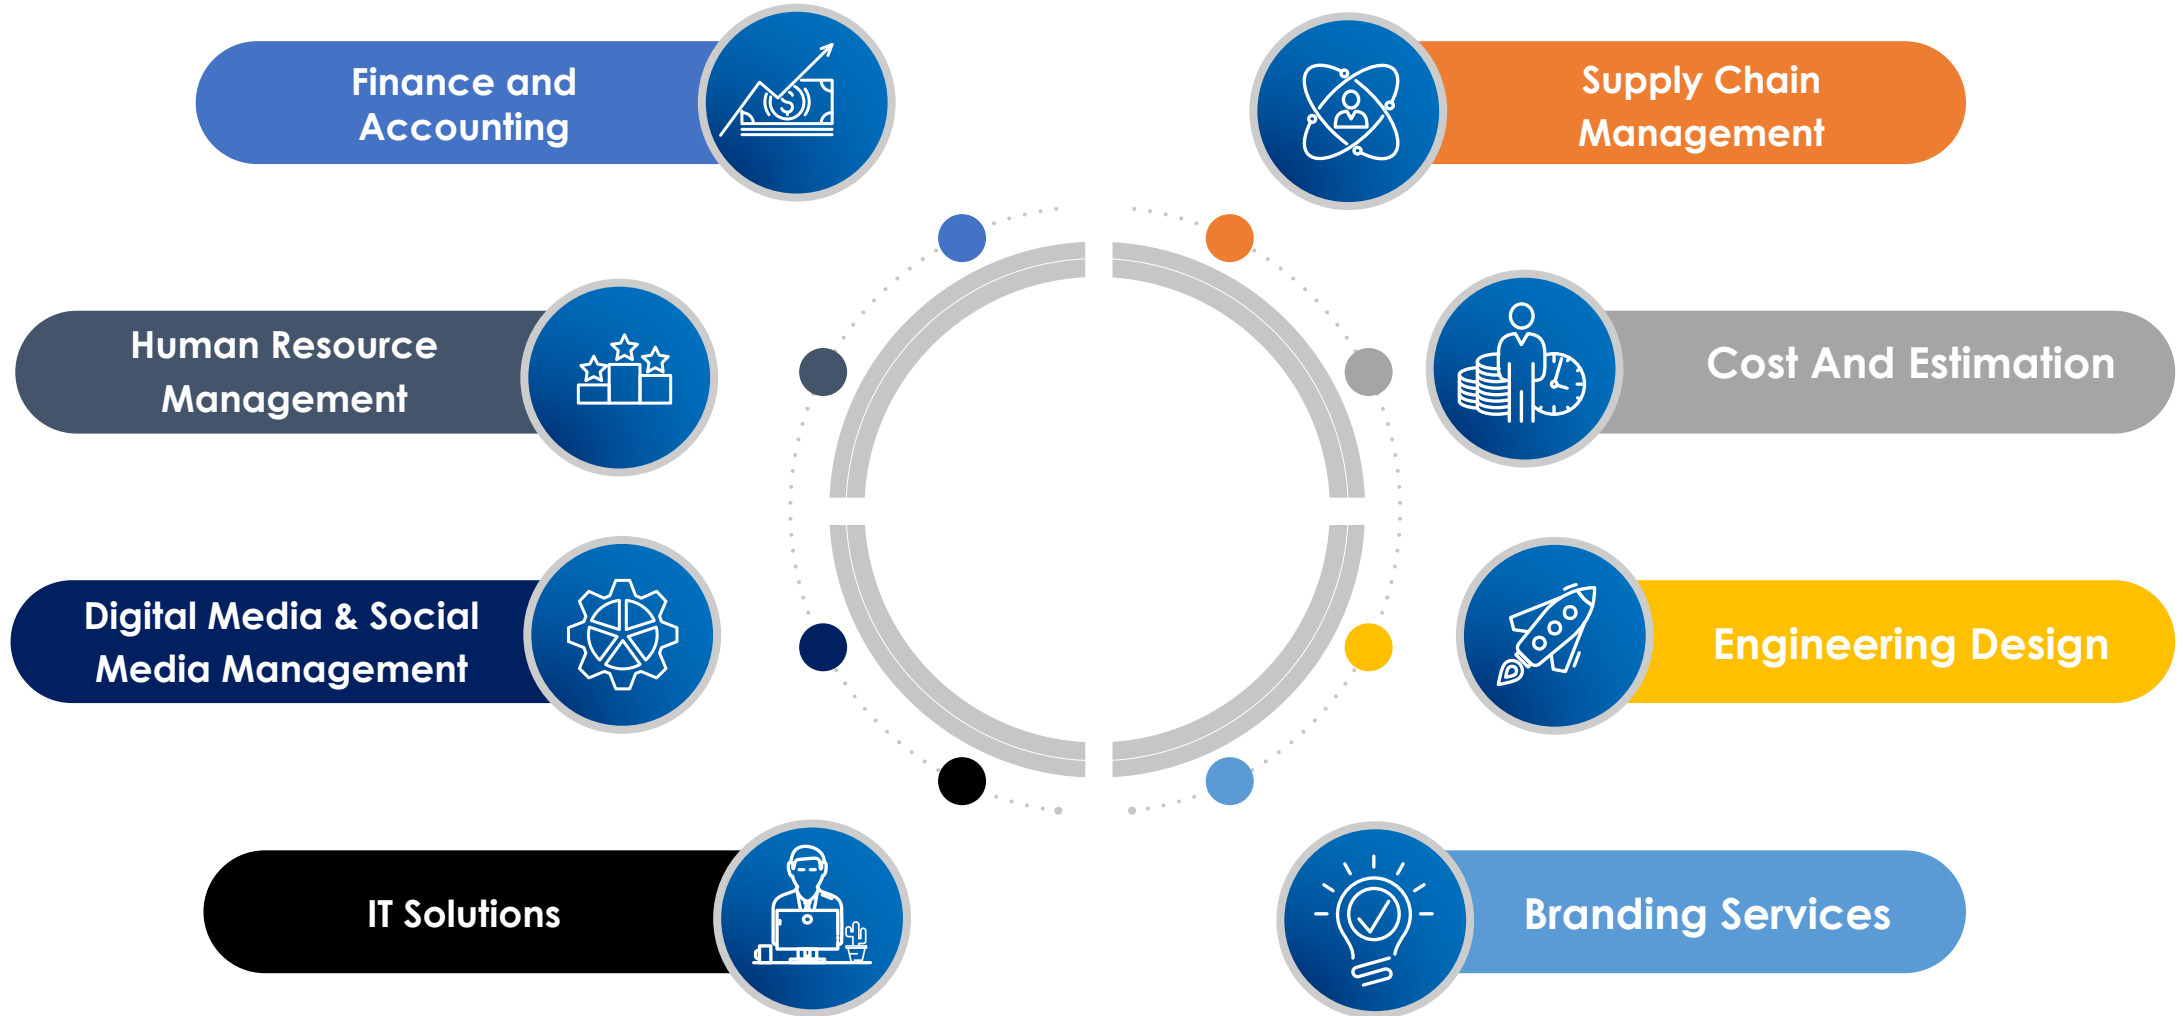 Finance and
Accounting
Supply Chain
Management
Human Resource
Management
Cost And Estimation
Digital Media & Social
Media Management
Engineering Design
IT Solutions
Branding Services